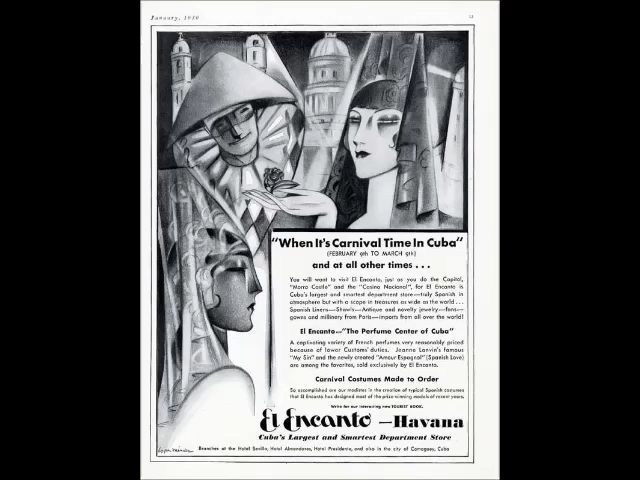 January, 1930
"When It's Carnival Time In Cuba"
(FEBRUARY 9th TO MARCH 9th)
and at all other times . . .
You will want to visit El Encanto, just as you do the Capitol,
"Morro Castle" and the "Casino Nacional", for El Encanto is
Cuba's largest and smartest department store—truly Spanish in
atmosphere but with a scope in treasures as wide as the world . . .
Spanish Linens—Shawls—Antique and novelty jewelry—fans—
gowns and millinery from Paris—imports from all over the world!
El Encanto—"The Perfume Center of Cuba"
A captivating variety of French perfumes very reasonably priced
because of lower Customs' duties. Jeanne Lanvin's famous
"My Sin" and the newly created "Amour Espagnol" (Spanish Love)
are among the favorites, sold exclusively by El Encanto.
Carnival Costumes Made to Order
So accomplished are our modistes in the creation of typical Spanish costumes
that El Encanto has designed most of the prize-winning models of recent years.
Write for our interesting new TOURIST BOOK.
El Encanto —Havana
Cuba's Largest and Smartest Department Store
Branches at the Hotel Sevilla, Hotel Almendares, Hotel Presidente, and also in the city of Camaguey, Cuba